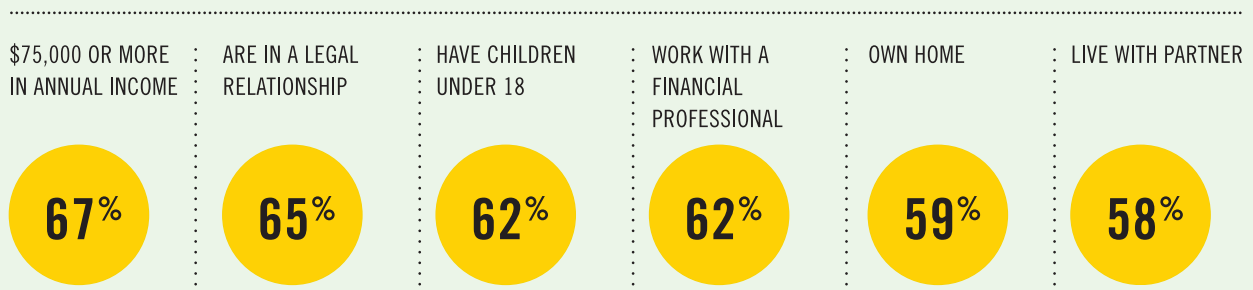 $75,000 OR MORE
IN ANNUAL INCOME
67%
ARE IN A LEGAL
RELATIONSHIP
65%
HAVE CHILDREN
UNDER 18
62%
WORK WITH A
FINANCIAL
PROFESSIONAL
62%
OWN HOME
59%
LIVE WITH PARTNER
58%